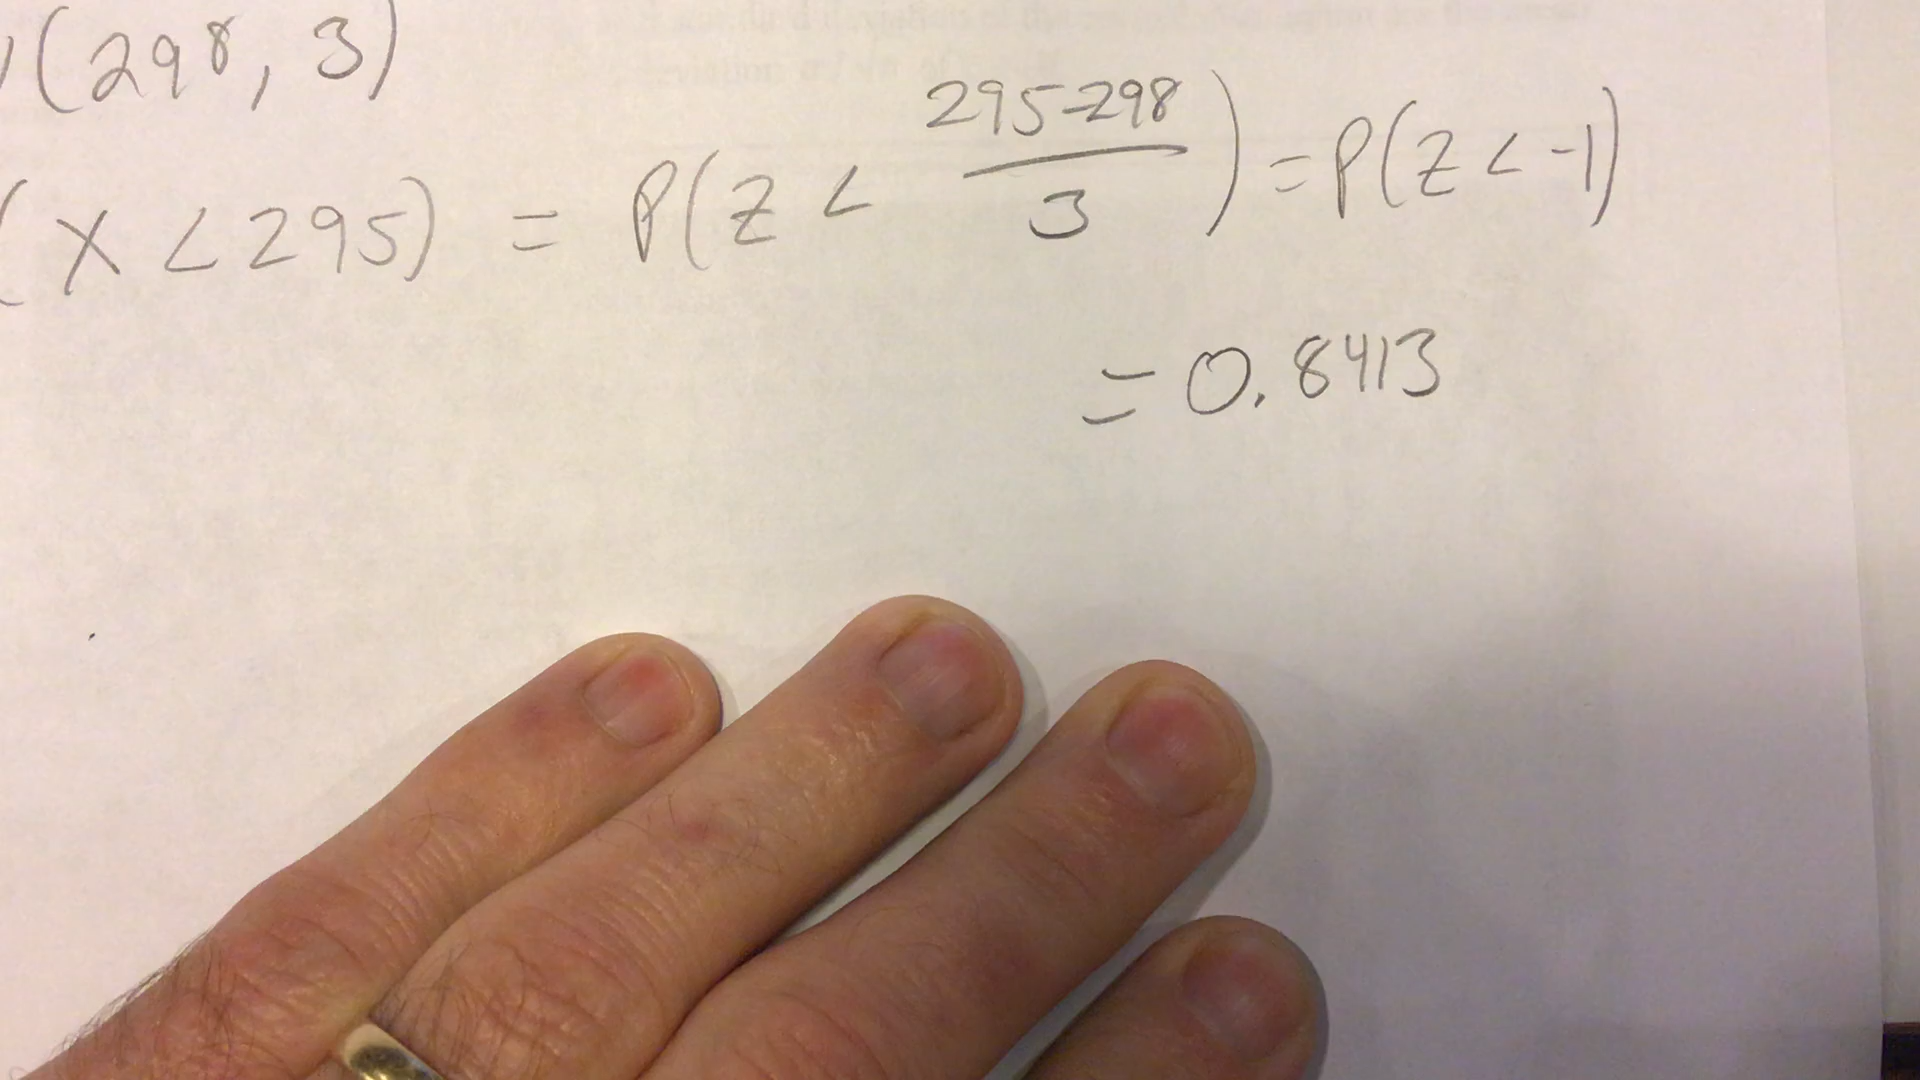 (298, 3)
(X < 295) = P(Z < (295-298)/3) = P(Z < -1)
= 0.8413